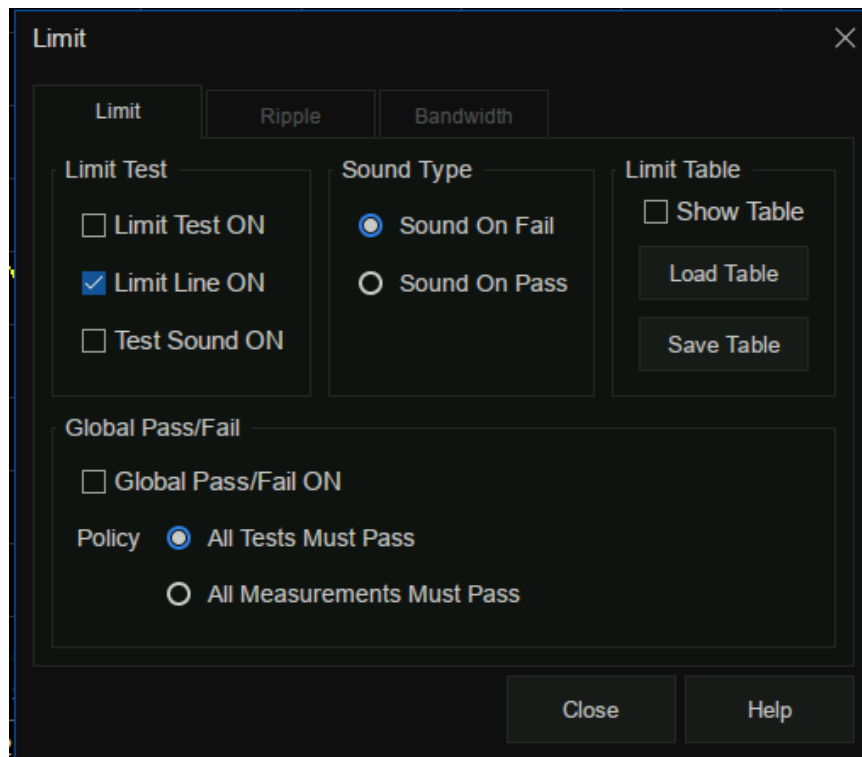 Limit
Limit Ripple Bandwidth
Limit Test
Limit Test ON
Limit Line ON
Test Sound ON
Sound Type
Sound On Fail
Sound On Pass
Limit Table
Show Table
Load Table
Save Table
Global Pass/Fail
Global Pass/Fail ON
Policy All Tests Must Pass
All Measurements Must Pass
Close Help